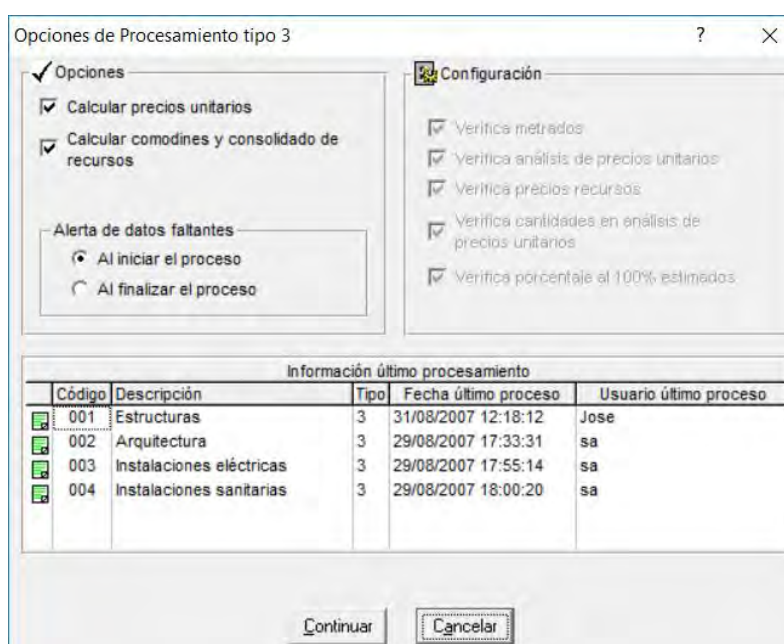 Opciones de Procesamiento tipo 3
?
Opciones
Calcular precios unitarios
Calcular comodines y consolidado de
recursos
Alerta de datos faltantes
Al iniciar el proceso
Al finalizar el proceso
Configuración
Verifica metrados
Verifica análisis de precios unitarios
Verifica precios recursos
Verifica cantidades en análisis de
precios unitarios
Verifica porcentaje al 100% estimados
Información último procesamiento
Código Descripción Tipo Fecha último proceso Usuario último proceso
001 Estructuras 3 31/08/2007 12:18:12 Jose
002 Arquitectura 3 29/08/2007 17:33:31 sa
003 Instalaciones eléctricas 3 29/08/2007 17:55:14 sa
004 Instalaciones sanitarias 3 29/08/2007 18:00:20 sa
Continuar Cancelar